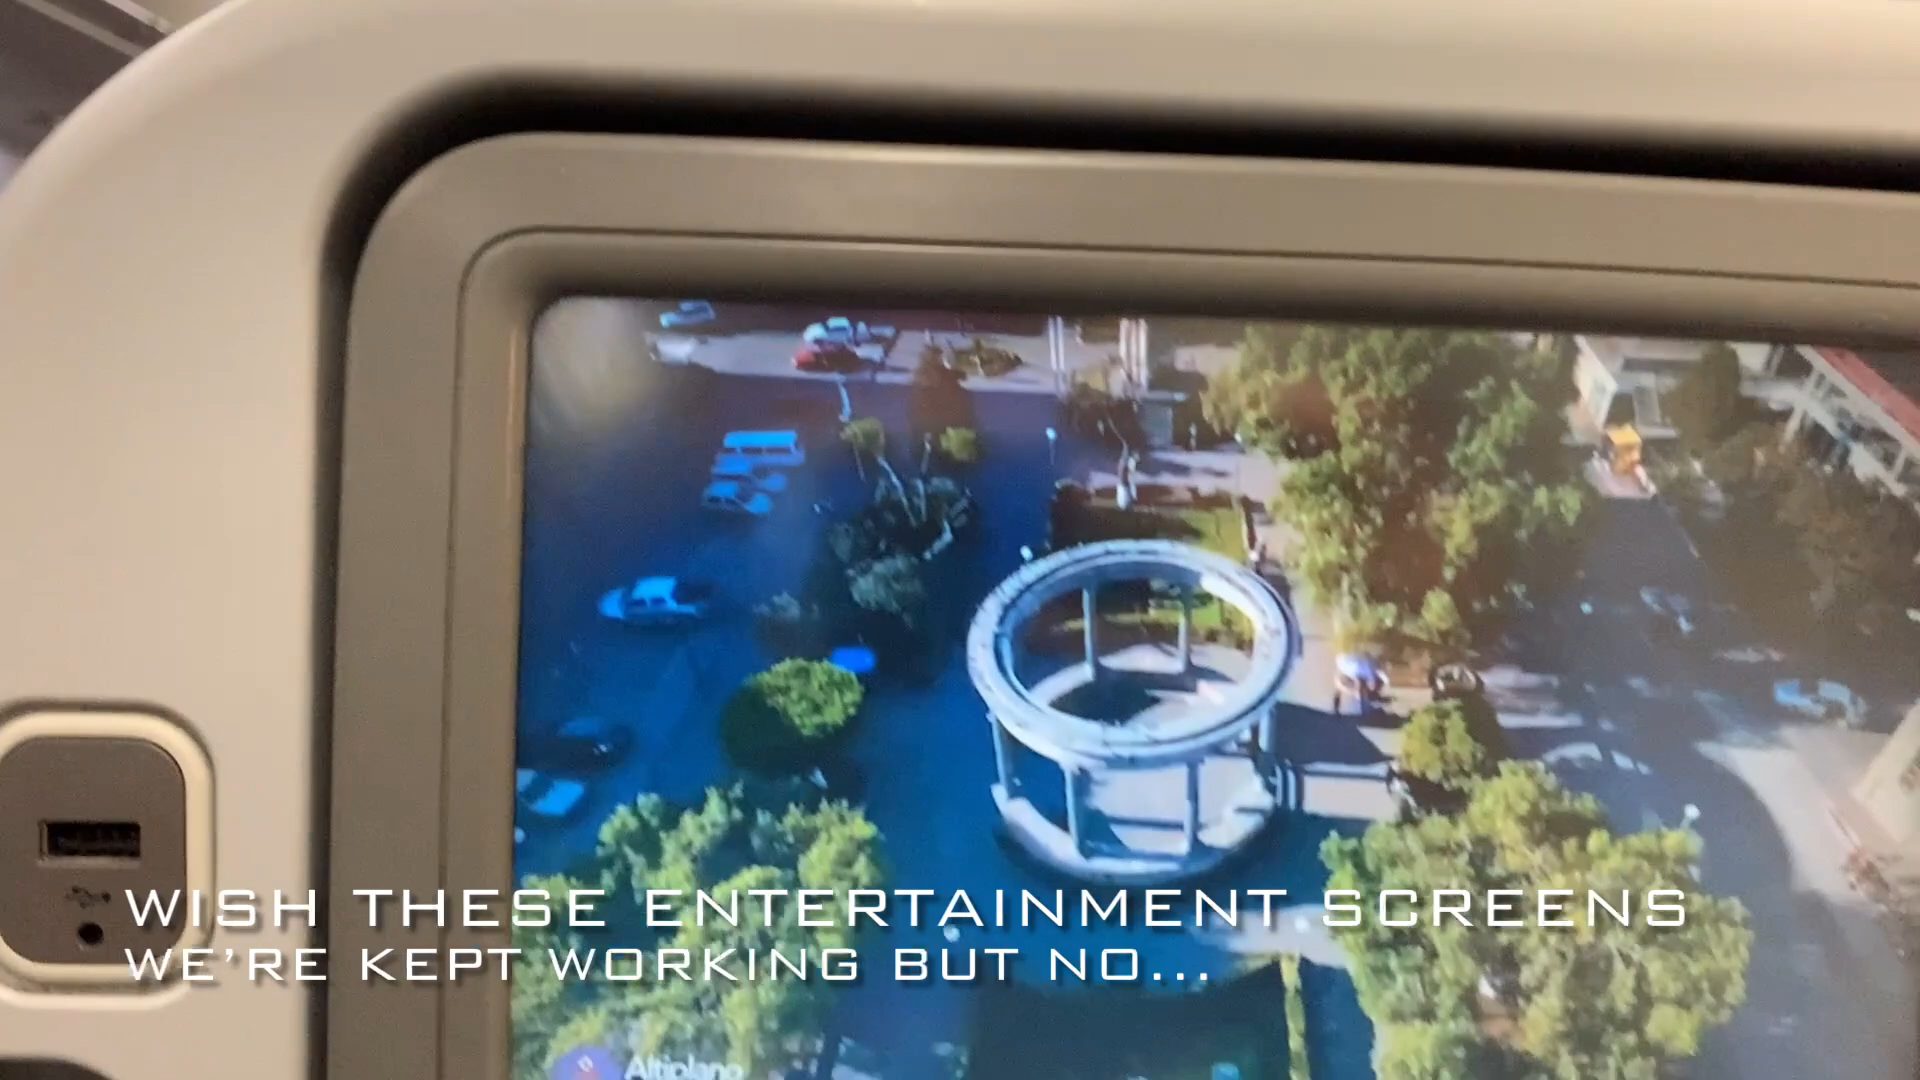 WISH THESE ENTERTAINMENT SCREENS
WE'RE KEPT WORKING BUT NO...
Altiplano